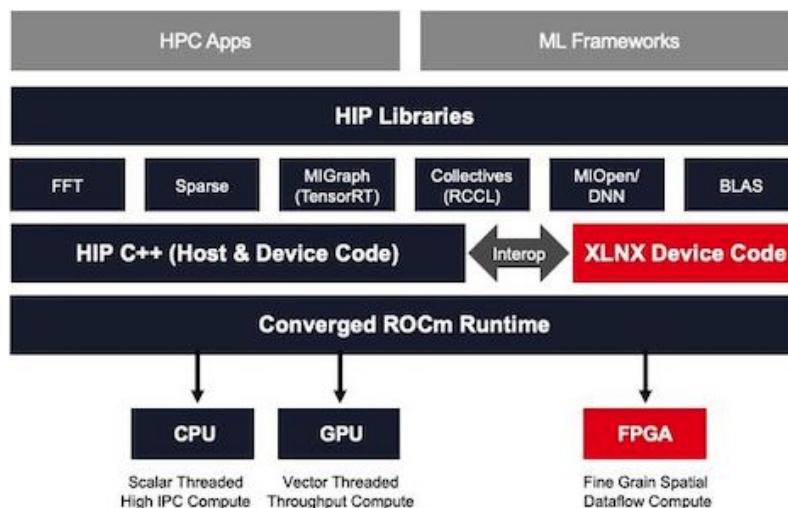 HPC Apps
ML Frameworks
HIP Libraries
FFT
Sparse
MIGraph
(TensorRT)
Collectives
(RCCL)
MIOpen/
DNN
BLAS
HIP C++ (Host & Device Code)
Interop
XLNX Device Code
Converged ROCm Runtime
CPU
GPU
FPGA
Scalar Threaded
High IPC Compute
Vector Threaded
Throughput Compute
Fine Grain Spatial
Dataflow Compute